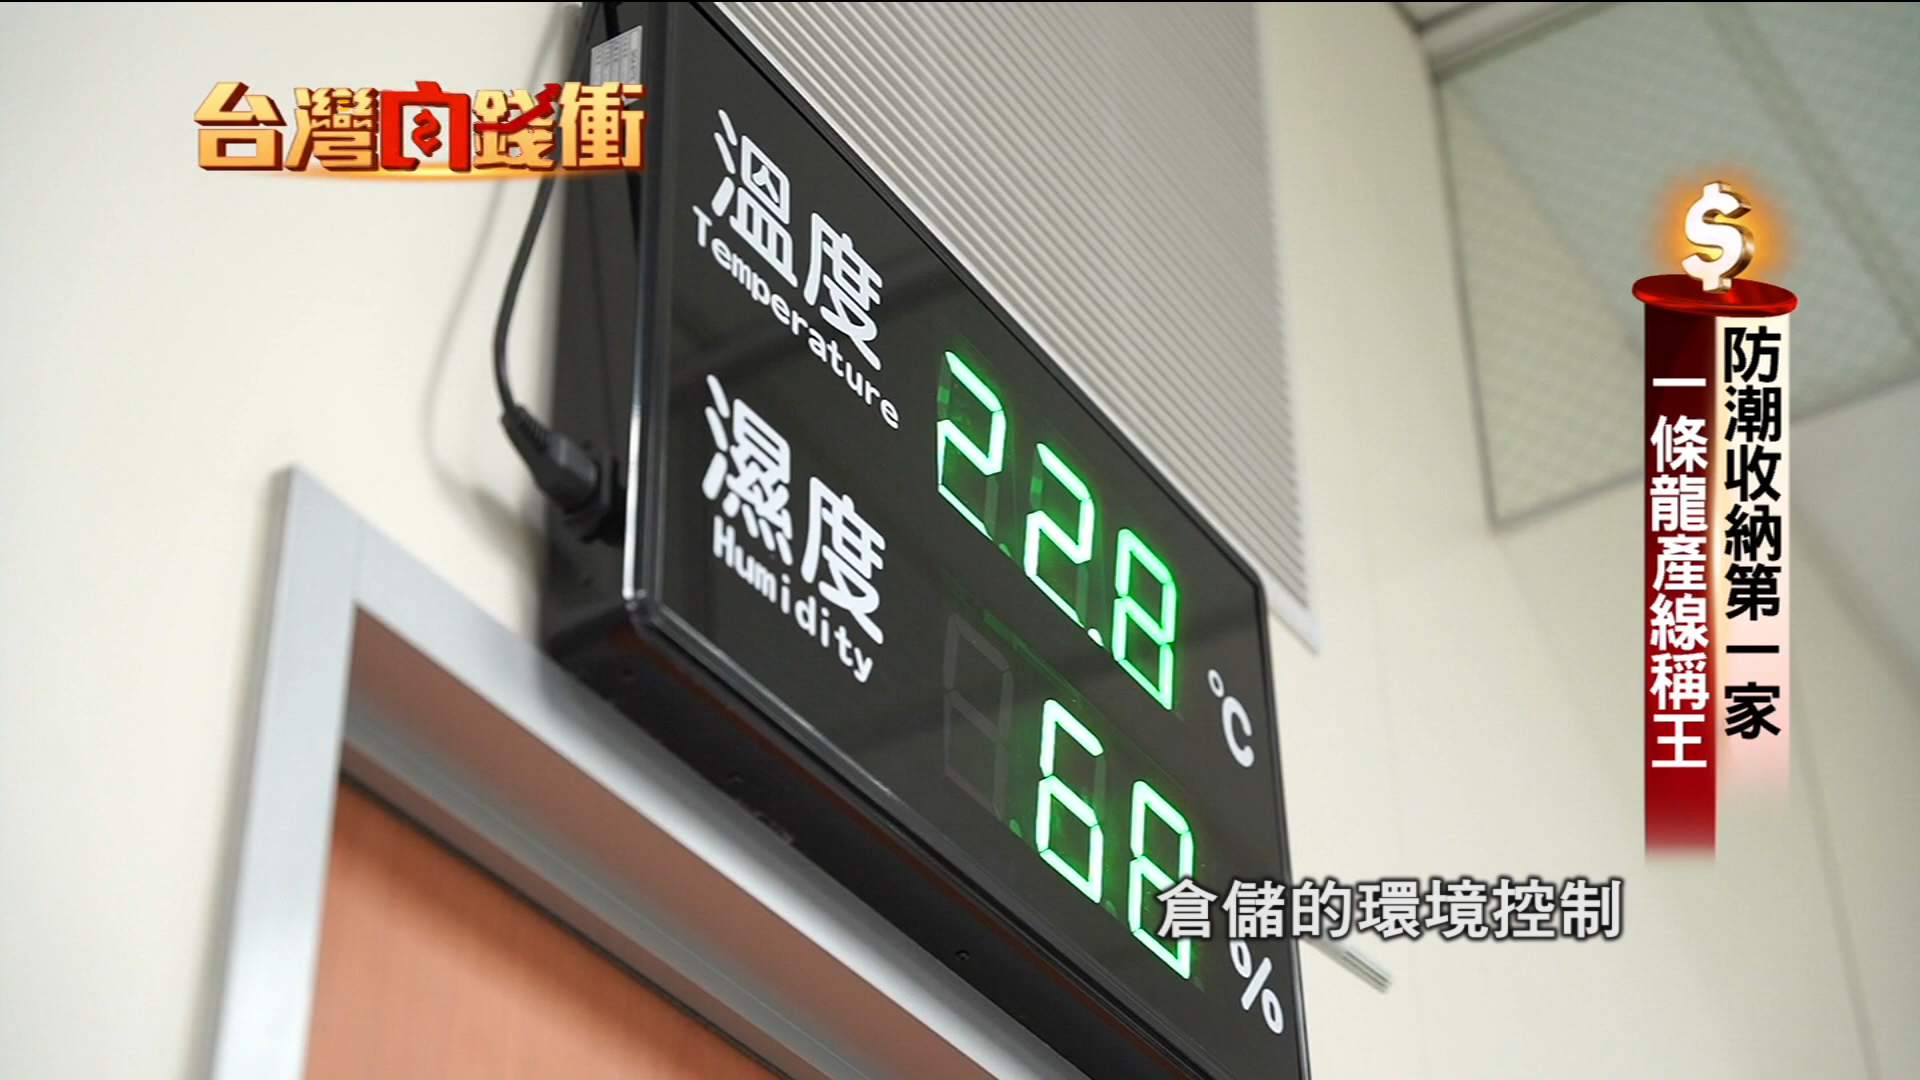 台灣向錢衝
溫度
Temperature
22.8
°C
濕度
Humidity
68
%
防潮收納第一家
一條龍產線稱王
倉儲的環境控制